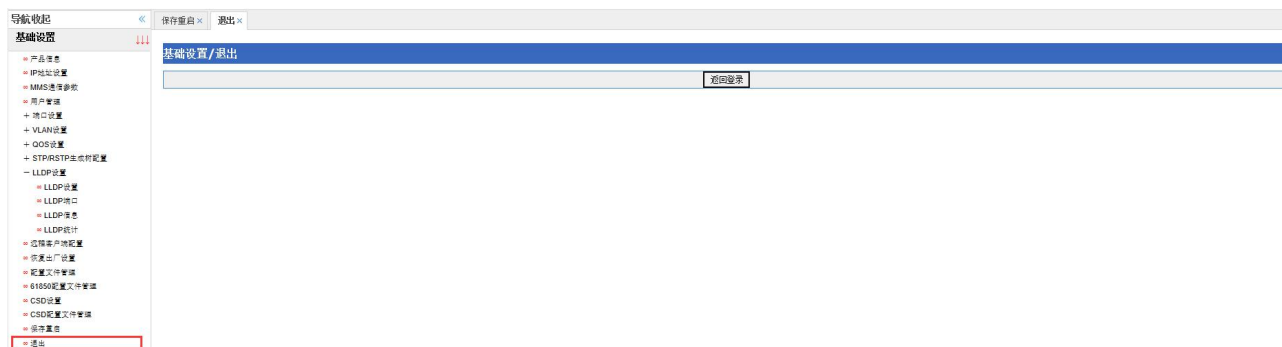 导航收起 «
基础设置 ↓↓↓
∞ 产品信息
∞ IP地址设置
∞ MMS通信参数
∞ 用户管理
+ 端口设置
+ VLAN设置
+ QOS设置
+ STP/RSTP生成树配置
− LLDP设置
∞ LLDP设置
∞ LLDP端口
∞ LLDP信息
∞ LLDP统计
∞ 远程客户端配置
∞ 恢复出厂设置
∞ 配置文件管理
∞ 61850配置文件管理
∞ CSD设置
∞ CSD配置文件管理
∞ 保存重启
∞ 退出
保存重启 × 退出 ×
基础设置/退出
返回登录